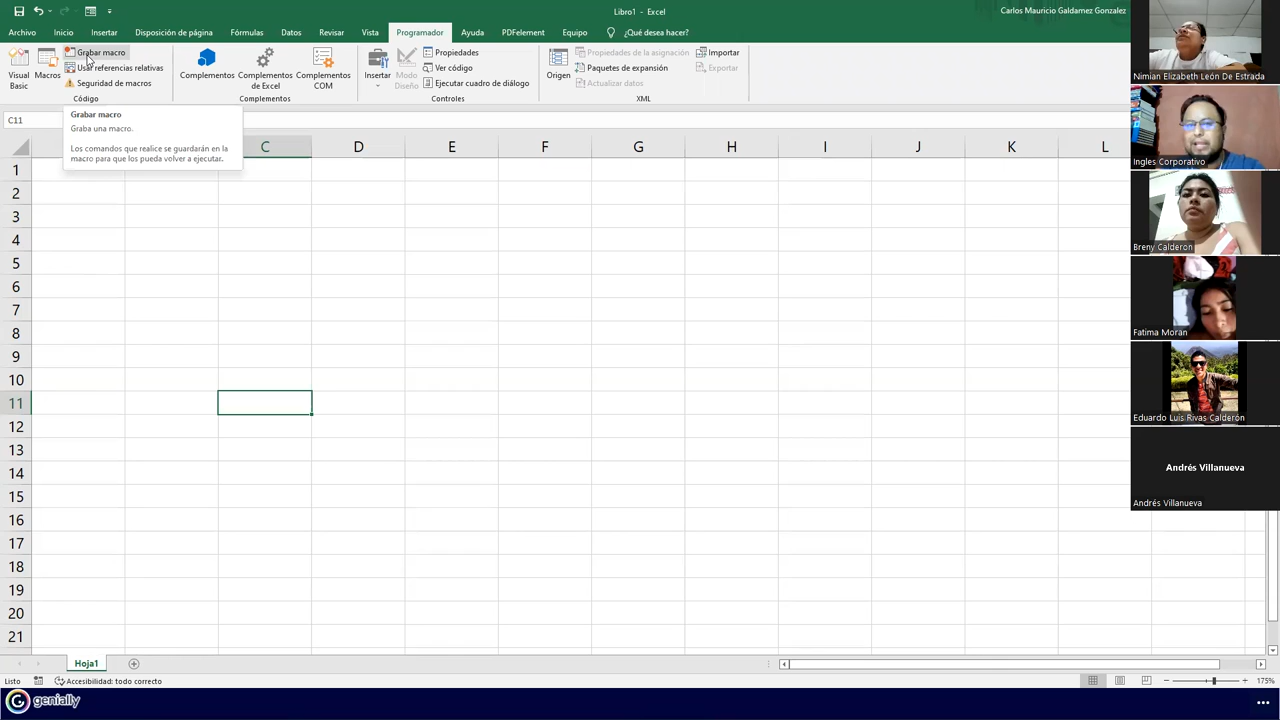 Libro1 - Excel
Carlos Mauricio Galdamez Gonzalez
Archivo Inicio Insertar Disposición de página Fórmulas Datos Revisar Vista Programador Ayuda PDFelement Equipo ¿Qué desea hacer?
Visual Basic
Macros
Grabar macro
Usar referencias relativas
Seguridad de macros
Código
Complementos
Complementos de Excel
Complementos COM
Complementos
Insertar
Modo Diseño
Propiedades
Ver código
Ejecutar cuadro de diálogo
Controles
Origen
Propiedades de la asignación
Paquetes de expansión
Actualizar datos
Importar
Exportar
XML
C11
Grabar macro
Graba una macro.
Los comandos que realice se guardarán en la
macro para que los pueda volver a ejecutar.
C D E F G H I J K L
1
2
3
4
5
6
7
8
9
10
11
12
13
14
15
16
17
18
19
20
21
Hoja1
Listo
Accesibilidad: todo correcto
175%
genially
Nimian Elizabeth León De Estrada
Ingles Corporativo
Breny Calderon
Fatima Moran
Eduardo Luis Rivas Calderón
Andrés Villanueva
Andrés Villanueva